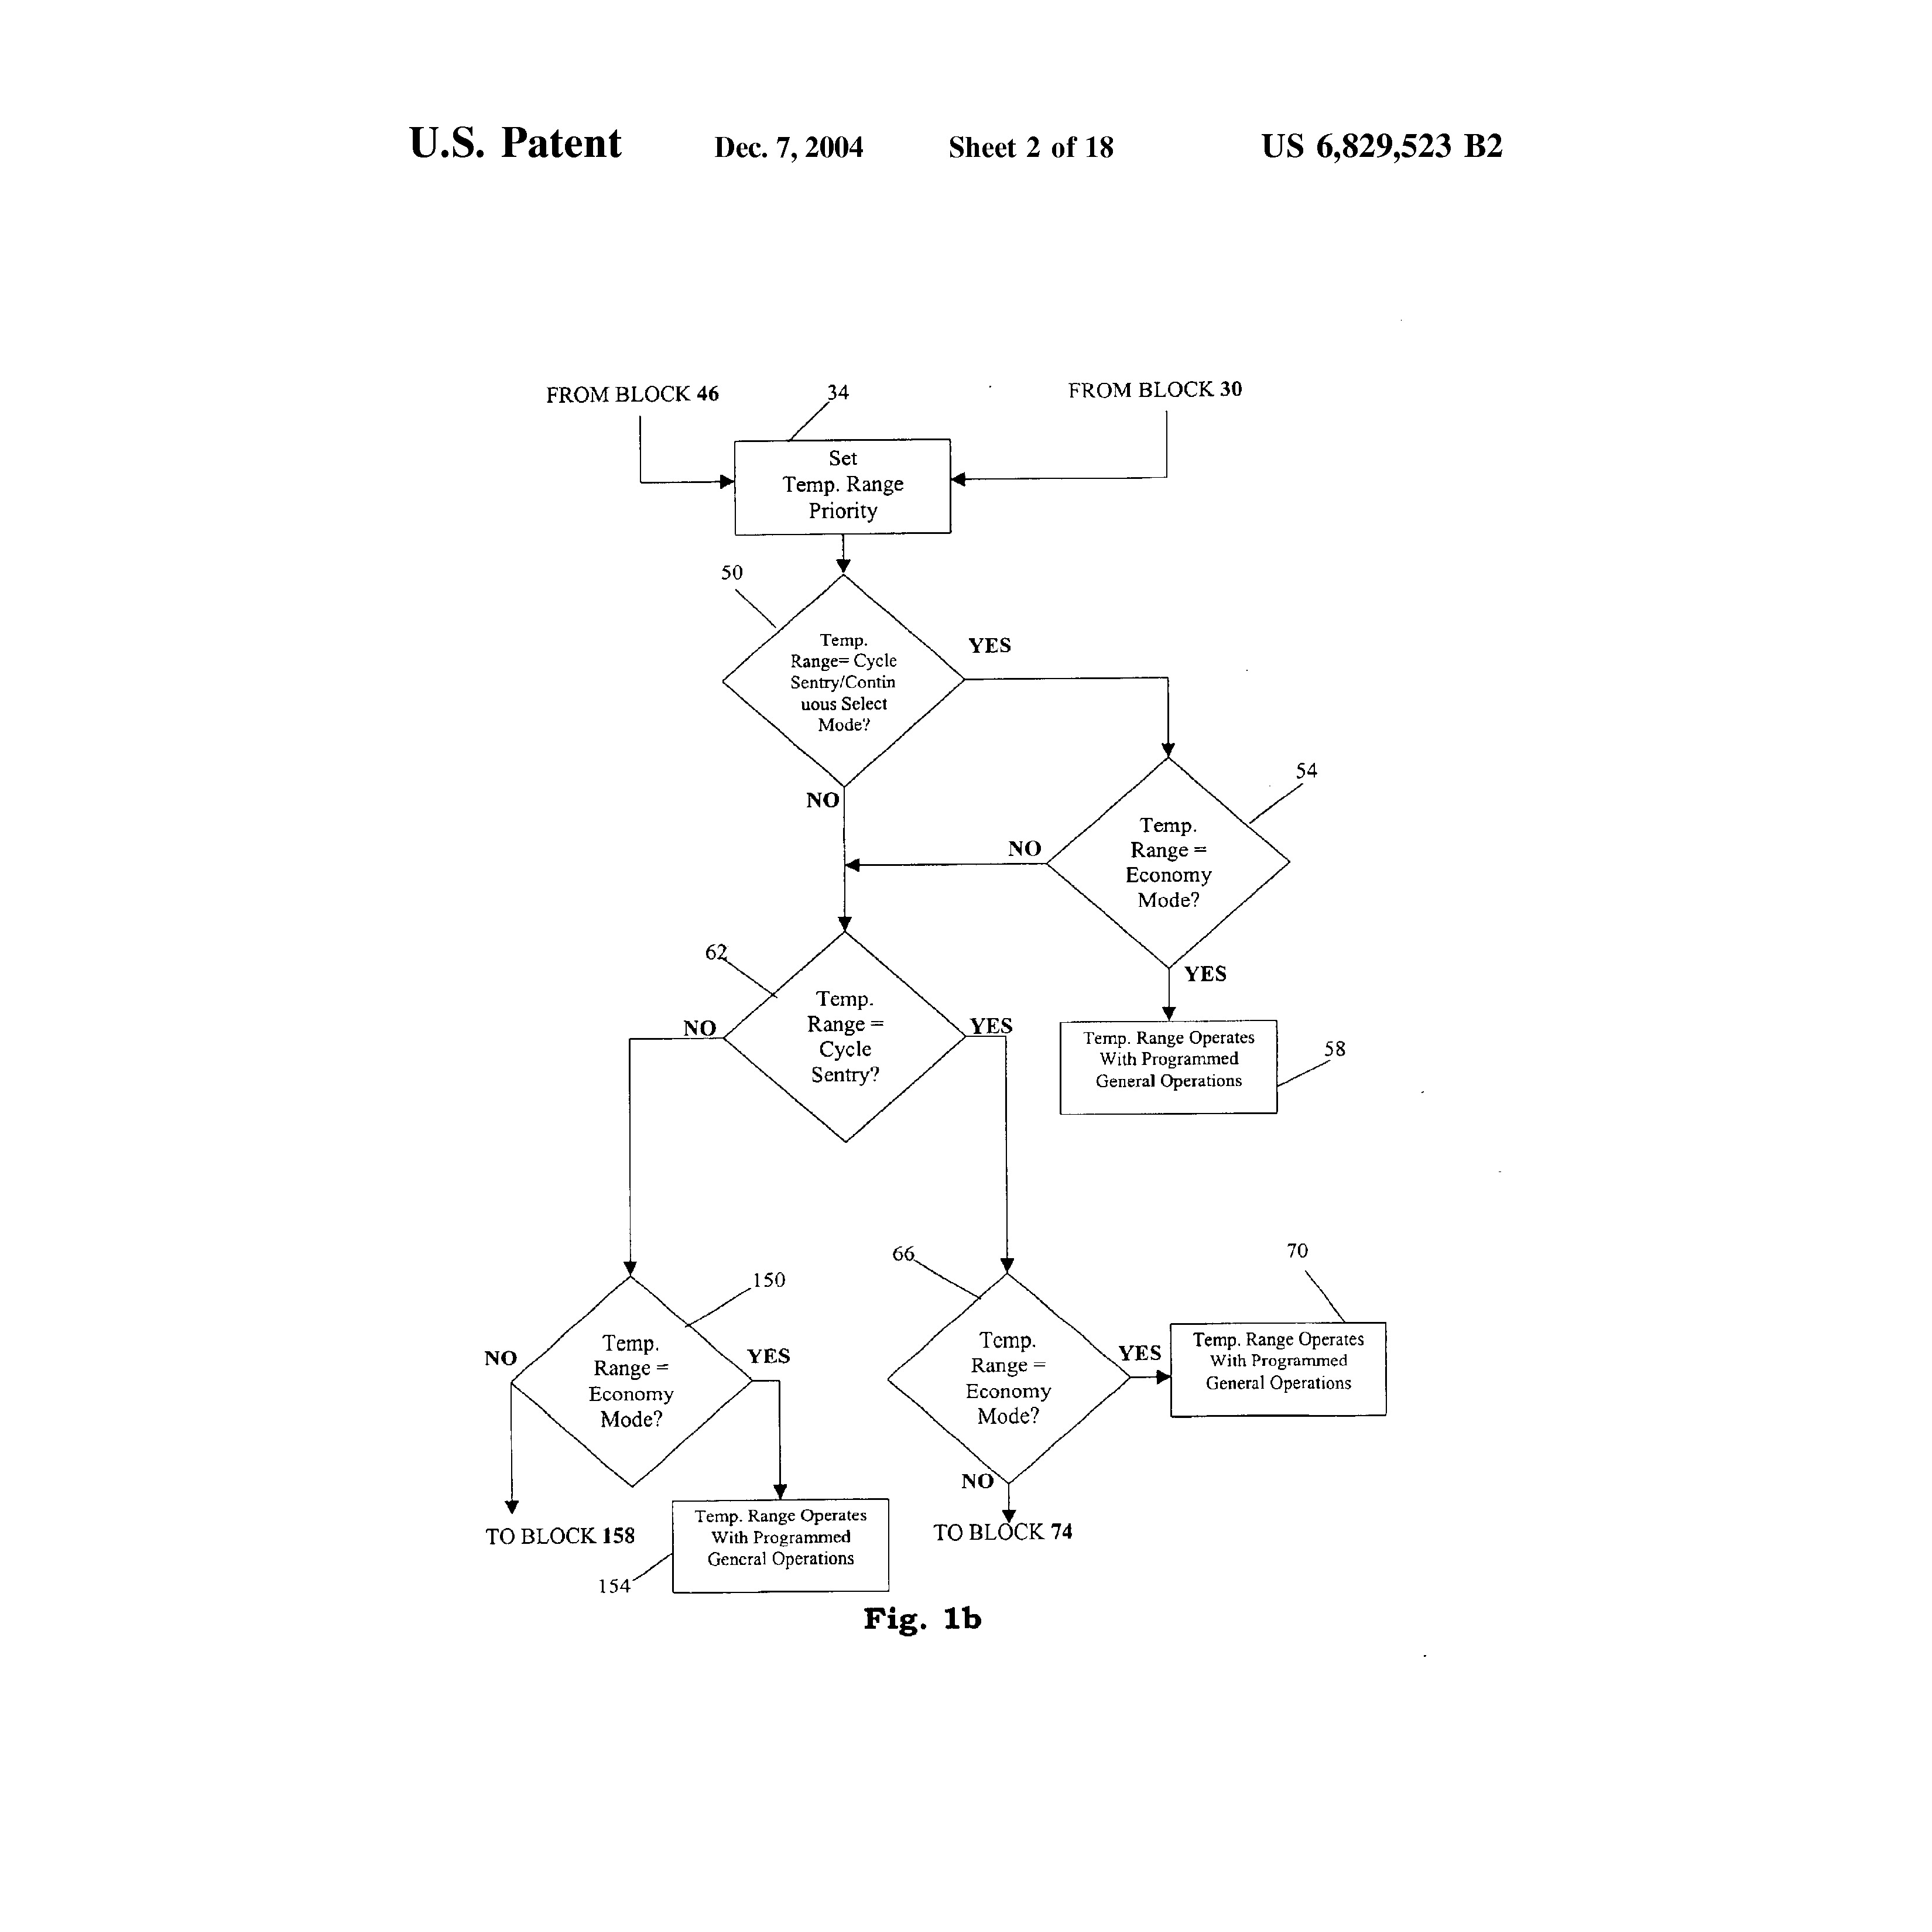 U.S. Patent Dec. 7, 2004 Sheet 2 of 18 US 6,829,523 B2
FROM BLOCK 46
34
FROM BLOCK 30
Set
Temp. Range
Priority
50
Temp.
Range= Cycle
Sentry/Contin
uous Select
Mode?
YES
NO
54
Temp.
Range =
Economy
Mode?
NO
YES
62
Temp.
Range =
Cycle
Sentry?
NO
YES
Temp. Range Operates
With Programmed
General Operations
58
150
Temp.
Range =
Economy
Mode?
NO
YES
66
Temp.
Range =
Economy
Mode?
YES
NO
70
Temp. Range Operates
With Programmed
General Operations
TO BLOCK 158
Temp. Range Operates
With Programmed
General Operations
154
TO BLOCK 74
Fig. 1b